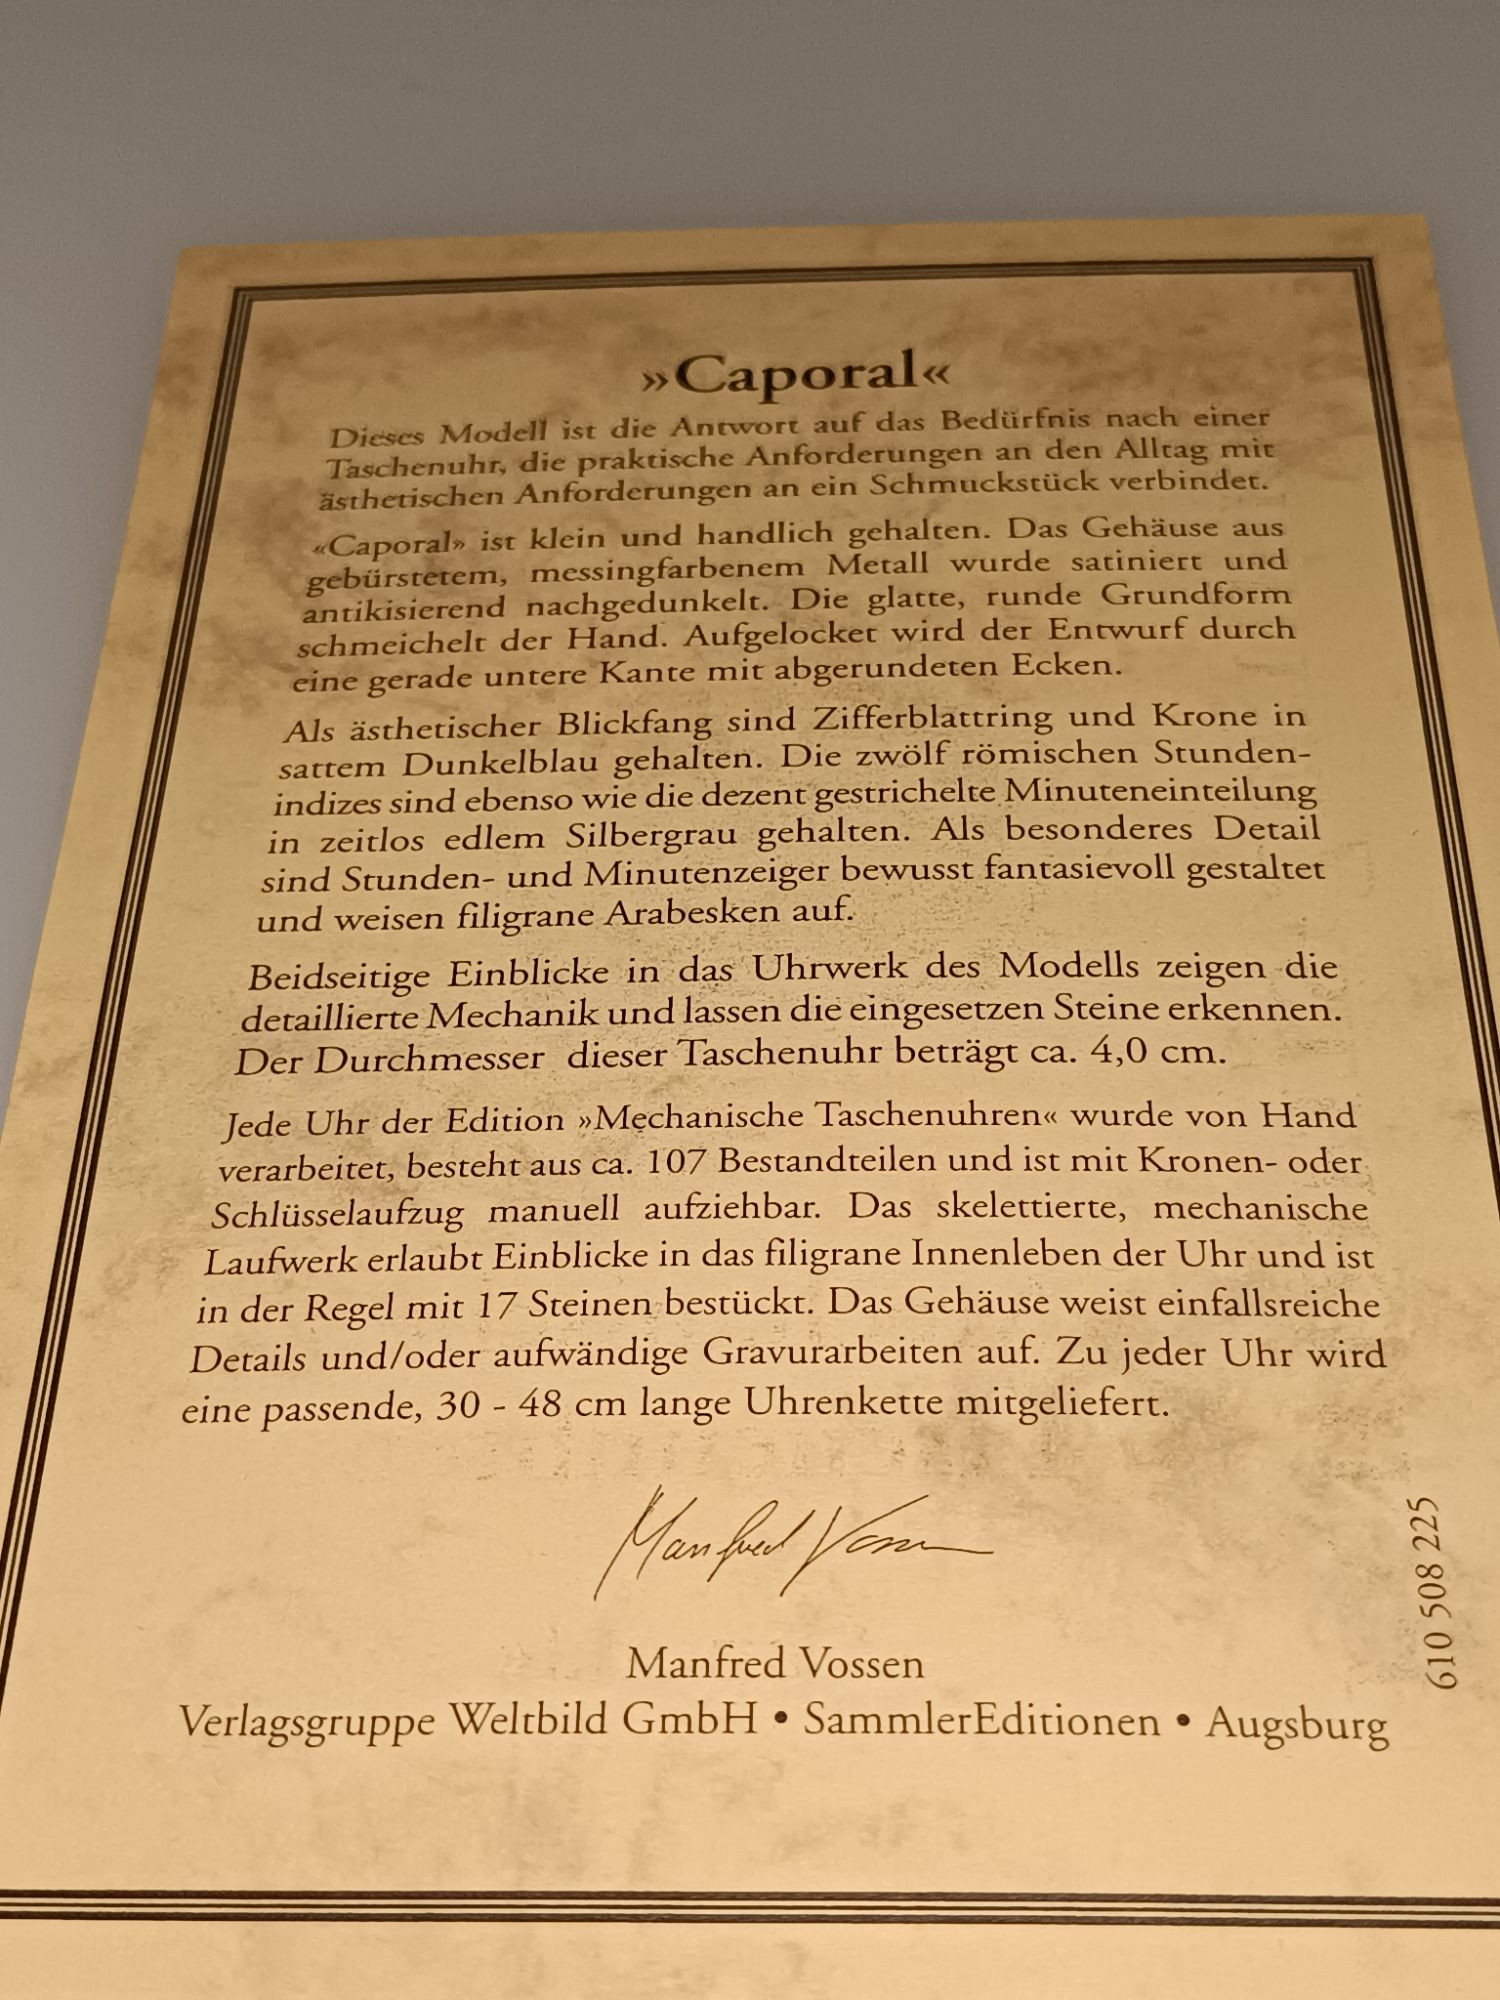 »Caporal«
Dieses Modell ist die Antwort auf das Bedürfnis nach einer
Taschenuhr, die praktische Anforderungen an den Alltag mit
ästhetischen Anforderungen an ein Schmuckstück verbindet.
«Caporal» ist klein und handlich gehalten. Das Gehäuse aus
gebürstetem, messingfarbenem Metall wurde satiniert und
antikisierend nachgedunkelt. Die glatte, runde Grundform
schmeichelt der Hand. Aufgelocket wird der Entwurf durch
eine gerade untere Kante mit abgerundeten Ecken.
Als ästhetischer Blickfang sind Zifferblattring und Krone in
sattem Dunkelblau gehalten. Die zwölf römischen Stunden-
indizes sind ebenso wie die dezent gestrichelte Minuteneinteilung
in zeitlos edlem Silbergrau gehalten. Als besonderes Detail
sind Stunden- und Minutenzeiger bewusst fantasievoll gestaltet
und weisen filigrane Arabesken auf.
Beidseitige Einblicke in das Uhrwerk des Modells zeigen die
detaillierte Mechanik und lassen die eingesetzen Steine erkennen.
Der Durchmesser dieser Taschenuhr beträgt ca. 4,0 cm.
Jede Uhr der Edition »Mechanische Taschenuhren« wurde von Hand
verarbeitet, besteht aus ca. 107 Bestandteilen und ist mit Kronen- oder
Schlüsselaufzug manuell aufziehbar. Das skelettierte, mechanische
Laufwerk erlaubt Einblicke in das filigrane Innenleben der Uhr und ist
in der Regel mit 17 Steinen bestückt. Das Gehäuse weist einfallsreiche
Details und/oder aufwändige Gravurarbeiten auf. Zu jeder Uhr wird
eine passende, 30 - 48 cm lange Uhrenkette mitgeliefert.
Manfred Vossen
Manfred Vossen
Verlagsgruppe Weltbild GmbH • SammlerEditionen • Augsburg
610 508 225